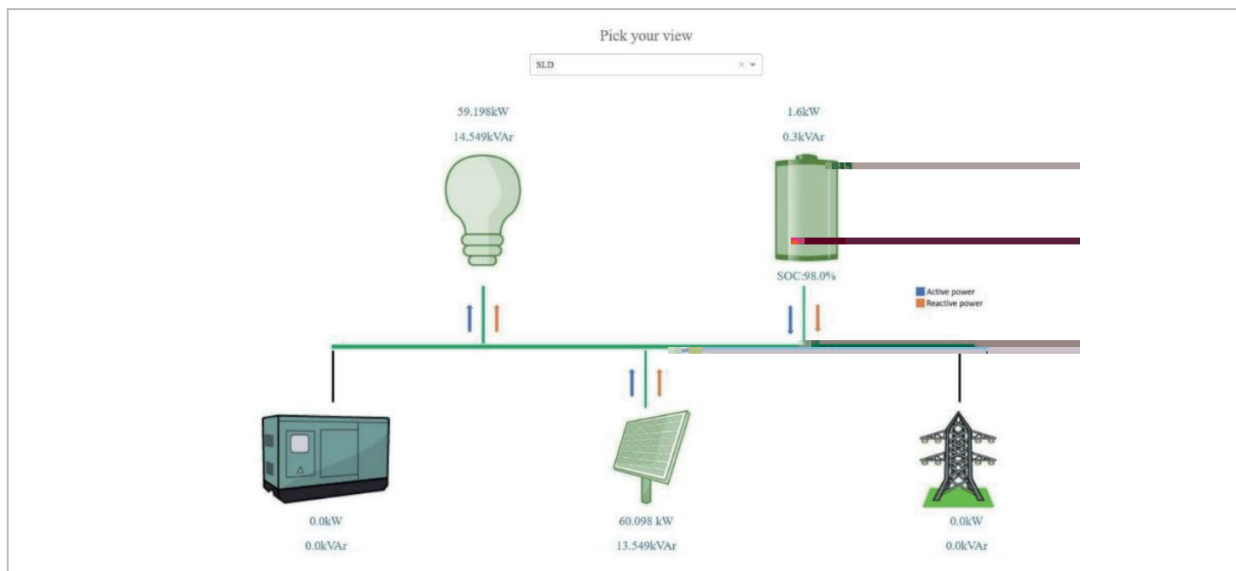 Pick your view
SLD
59.198kW
14.549kVAr
1.6kW
0.3kVAr
SOC:98.0%
Active power
Reactive power
0.0kW
0.0kVAr
60.098 kW
13.549kVAr
0.0kW
0.0kVAr